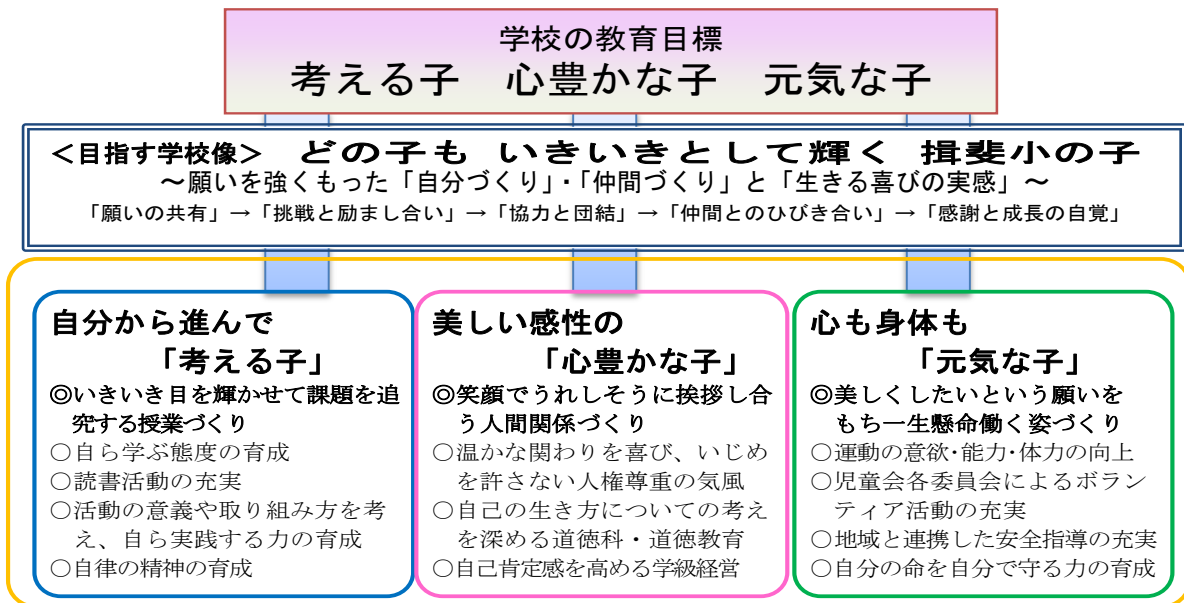 学校の教育目標
考える子　心豊かな子　元気な子
＜目指す学校像＞　どの子も いきいきとして輝く 揖斐小の子
～願いを強くもった「自分づくり」・「仲間づくり」と「生きる喜びの実感」～
「願いの共有」→「挑戦と励まし合い」→「協力と団結」→「仲間とのひびき合い」→「感謝と成長の自覚」
自分から進んで
「考える子」
◎いきいき目を輝かせて課題を追
究する授業づくり
○自ら学ぶ態度の育成
○読書活動の充実
○活動の意義や取り組み方を考
え、自ら実践する力の育成
○自律の精神の育成
美しい感性の
「心豊かな子」
◎笑顔でうれしそうに挨拶し合
う人間関係づくり
○温かな関わりを喜び、いじめ
を許さない人権尊重の気風
○自己の生き方についての考え
を深める道徳科・道徳教育
○自己肯定感を高める学級経営
心も身体も
「元気な子」
◎美しくしたいという願いを
もち一生懸命働く姿づくり
○運動の意欲・能力・体力の向上
○児童会各委員会によるボラン
ティア活動の充実
○地域と連携した安全指導の充実
○自分の命を自分で守る力の育成